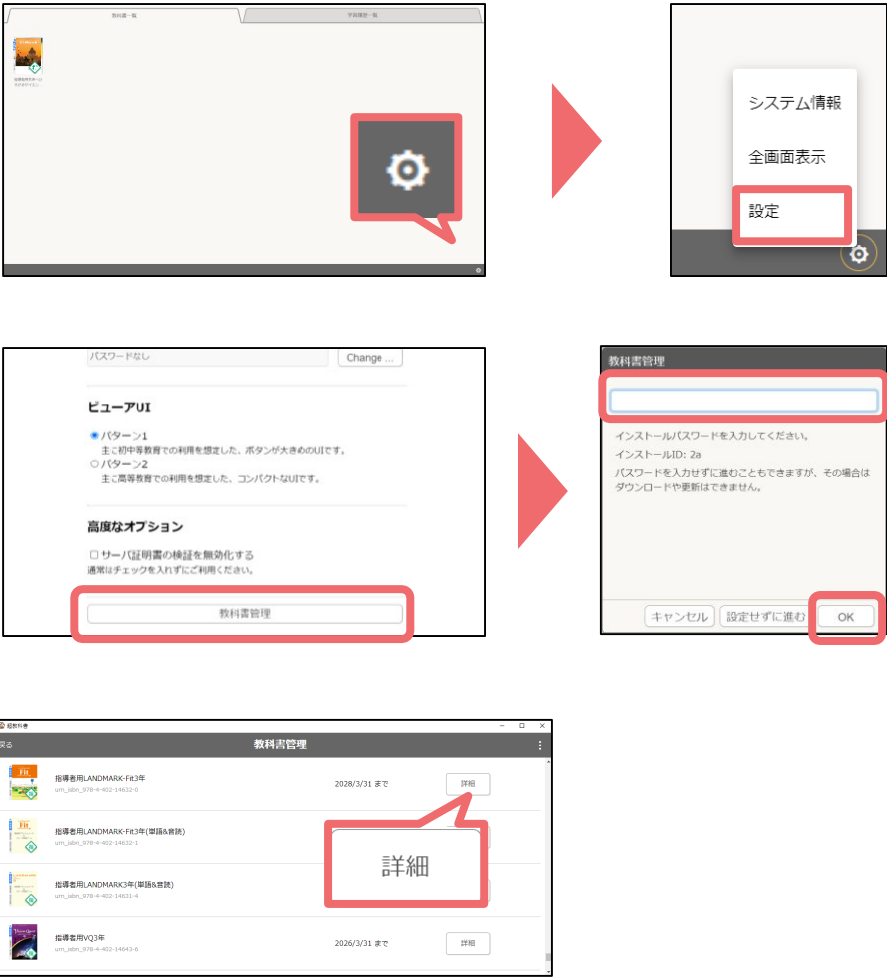 教科書一覧
学習履歴一覧
システム情報
全画面表示
設定
パスワードなし
Change ...
ビューアUI
パターン1
主に初中等教育での利用を想定した、ボタンが大きめのUIです。
パターン2
主に高等教育での利用を想定した、コンパクトなUIです。
高度なオプション
サーバ証明書の検証を無効化する
通常はチェックを入れずにご利用ください。
教科書管理
教科書管理
インストールパスワードを入力してください。
インストールID: 2a
パスワードを入力せずに進むこともできますが、その場合は
ダウンロードや更新はできません。
キャンセル
設定せずに進む
OK
超教科書
戻る
教科書管理
指導者用LANDMARK-Fit3年
2028/3/31 まで
詳細
urn_isbn_978-4-402-14632-0
指導者用LANDMARK-Fit3年(単語&音読)
urn_isbn_978-4-402-14632-1
詳細
指導者用LANDMARK3年(単語&音読)
urn_isbn_978-4-402-14631-4
指導者用VQ3年
2026/3/31 まで
詳細
urn_isbn_978-4-402-14643-6